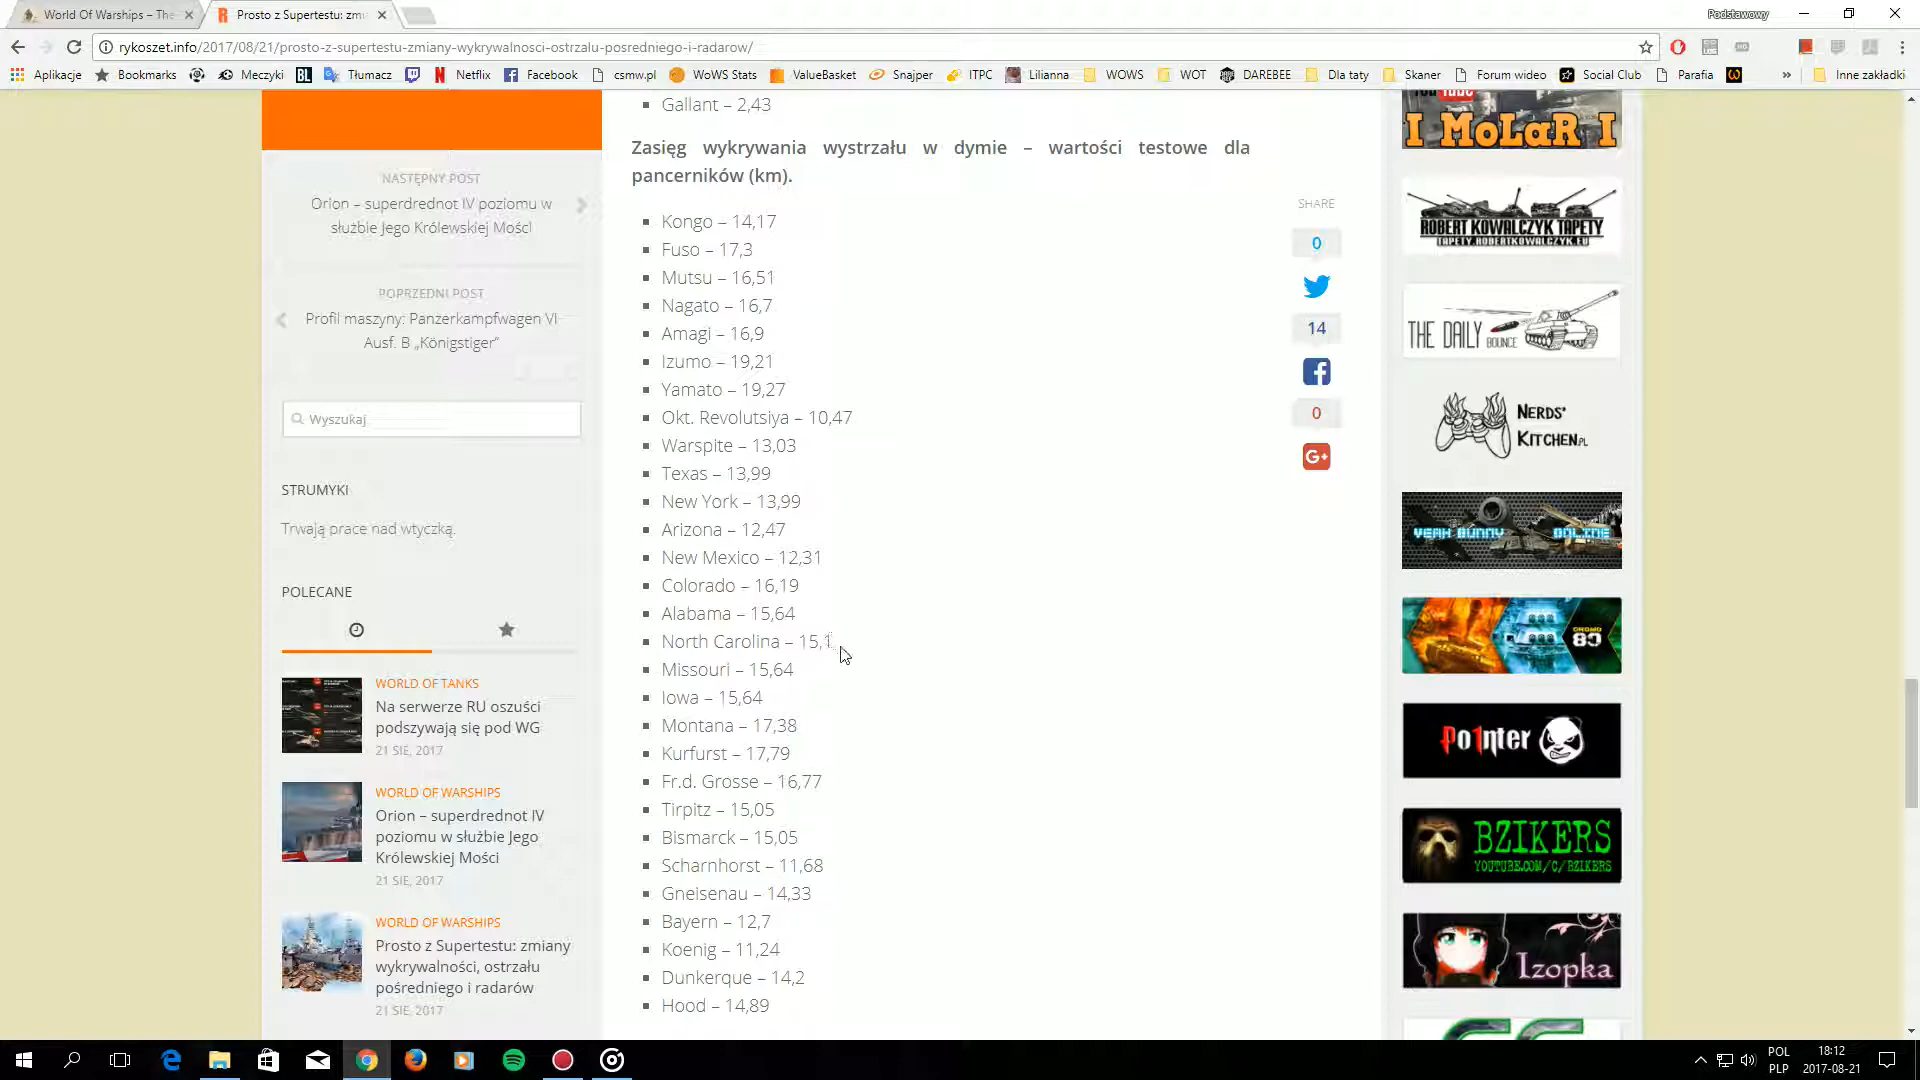 World Of Warships – The
Prosto z Supertestu: zmi
Podstawowy
rykoszet.info/2017/08/21/prosto-z-supertestu-zmiany-wykrywalnosci-ostrzalu-posredniego-i-radarow/
Aplikacje
Bookmarks
Meczyki
BL
Tłumacz
Netflix
Facebook
csmw.pl
WoWS Stats
ValueBasket
Snajper
ITPC
Lilianna
WOWS
WOT
DAREBEE
Dla taty
Skaner
Forum wideo
Social Club
Parafia
Inne zakładki
NASTĘPNY POST
Orion – superdrednot IV poziomu w
służbie Jego Królewskiej Mości
POPRZEDNI POST
Profil maszyny: Panzerkampfwagen VI
Ausf. B „Königstiger”
Wyszukaj
STRUMYKI
Trwają prace nad wtyczką.
POLECANE
WORLD OF TANKS
Na serwerze RU oszuści
podszywają się pod WG
21 SIE, 2017
WORLD OF WARSHIPS
Orion – superdrednot IV
poziomu w służbie Jego
Królewskiej Mości
21 SIE, 2017
WORLD OF WARSHIPS
Prosto z Supertestu: zmiany
wykrywalności, ostrzału
pośredniego i radarów
21 SIE, 2017
Gallant – 2,43
Zasięg wykrywania wystrzału w dymie – wartości testowe dla
pancerników (km).
Kongo – 14,17
Fuso – 17,3
Mutsu – 16,51
Nagato – 16,7
Amagi – 16,9
Izumo – 19,21
Yamato – 19,27
Okt. Revolutsiya – 10,47
Warspite – 13,03
Texas – 13,99
New York – 13,99
Arizona – 12,47
New Mexico – 12,31
Colorado – 16,19
Alabama – 15,64
North Carolina – 15,1
Missouri – 15,64
Iowa – 15,64
Montana – 17,38
Kurfurst – 17,79
Fr.d. Grosse – 16,77
Tirpitz – 15,05
Bismarck – 15,05
Scharnhorst – 11,68
Gneisenau – 14,33
Bayern – 12,7
Koenig – 11,24
Dunkerque – 14,2
Hood – 14,89
SHARE
0
14
0
G+
I MoLaR I
ROBERT KOWALCZYK TAPETY
TAPETY.ROBERTKOWALCZYK.EU
THE DAILY BOUNCE
NERDS'
KITCHEN.PL
YEAH BUNNY ONLINE
80
Po1nter
BZIKERS
YOUTUBE.COM/C/BZIKERS
Izopka
POL
PLP
18:12
2017-08-21